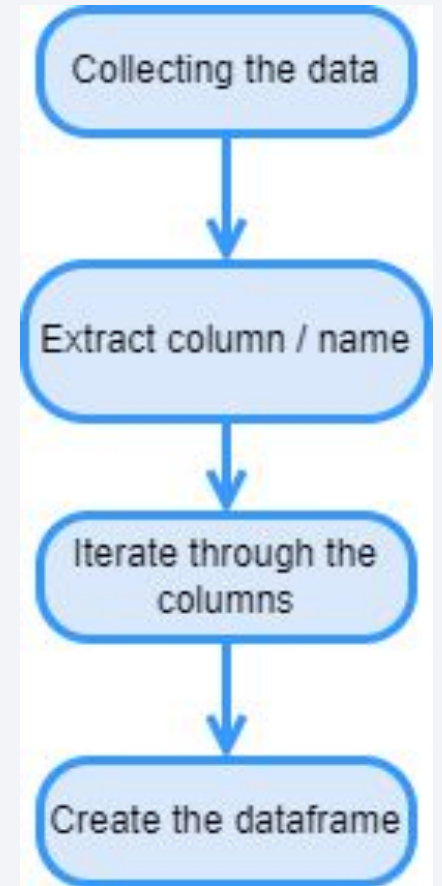 Collecting the data
Extract column / name
Iterate through the
columns
Create the dataframe